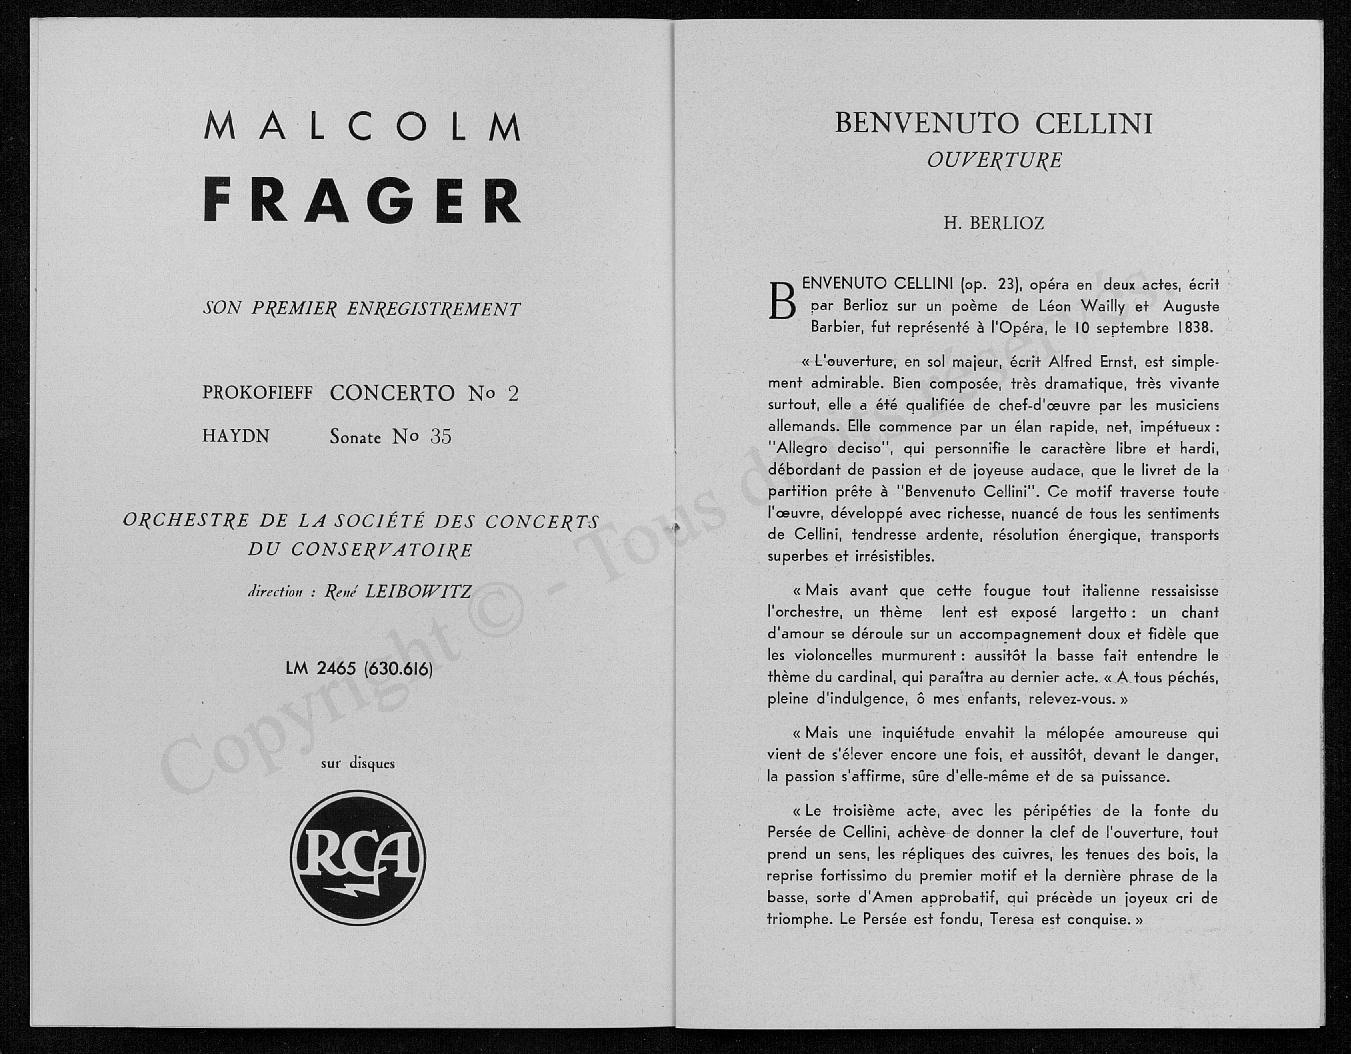 MALCOLM
FRAGER
SON PREMIER ENREGISTREMENT
PROKOFIEFF CONCERTO No 2
HAYDN Sonate No 35
ORCHESTRE DE LA SOCIÉTÉ DES CONCERTS
DU CONSERVATOIRE
direction : René LEIBOWITZ
LM 2465 (630.616)
sur disques
RCA
BENVENUTO CELLINI
OUVERTURE
H. BERLIOZ
BENVENUTO CELLINI (op. 23), opéra en deux actes, écrit
par Berlioz sur un poème de Léon Wailly et Auguste
Barbier, fut représenté à l'Opéra, le 10 septembre 1838.
« L'ouverture, en sol majeur, écrit Alfred Ernst, est simple-
ment admirable. Bien composée, très dramatique, très vivante
surtout, elle a été qualifiée de chef-d'œuvre par les musiciens
allemands. Elle commence par un élan rapide, net, impétueux :
"Allegro deciso", qui personnifie le caractère libre et hardi,
débordant de passion et de joyeuse audace, que le livret de la
partition prête à "Benvenuto Cellini". Ce motif traverse toute
l'œuvre, développé avec richesse, nuancé de tous les sentiments
de Cellini, tendresse ardente, résolution énergique, transports
superbes et irrésistibles.
« Mais avant que cette fougue tout italienne ressaisisse
l'orchestre, un thème lent est exposé largetto : un chant
d'amour se déroule sur un accompagnement doux et fidèle que
les violoncelles murmurent : aussitôt la basse fait entendre le
thème du cardinal, qui paraîtra au dernier acte. « A tous péchés,
pleine d'indulgence, ô mes enfants, relevez-vous. »
« Mais une inquiétude envahit la mélopée amoureuse qui
vient de s'élever encore une fois, et aussitôt, devant le danger,
la passion s'affirme, sûre d'elle-même et de sa puissance.
« Le troisième acte, avec les péripéties de la fonte du
Persée de Cellini, achève de donner la clef de l'ouverture, tout
prend un sens, les répliques des cuivres, les tenues des bois, la
reprise fortissimo du premier motif et la dernière phrase de la
basse, sorte d'Amen approbatif, qui précède un joyeux cri de
triomphe. Le Persée est fondu, Teresa est conquise. »
Copyright © - Tous droits réservés